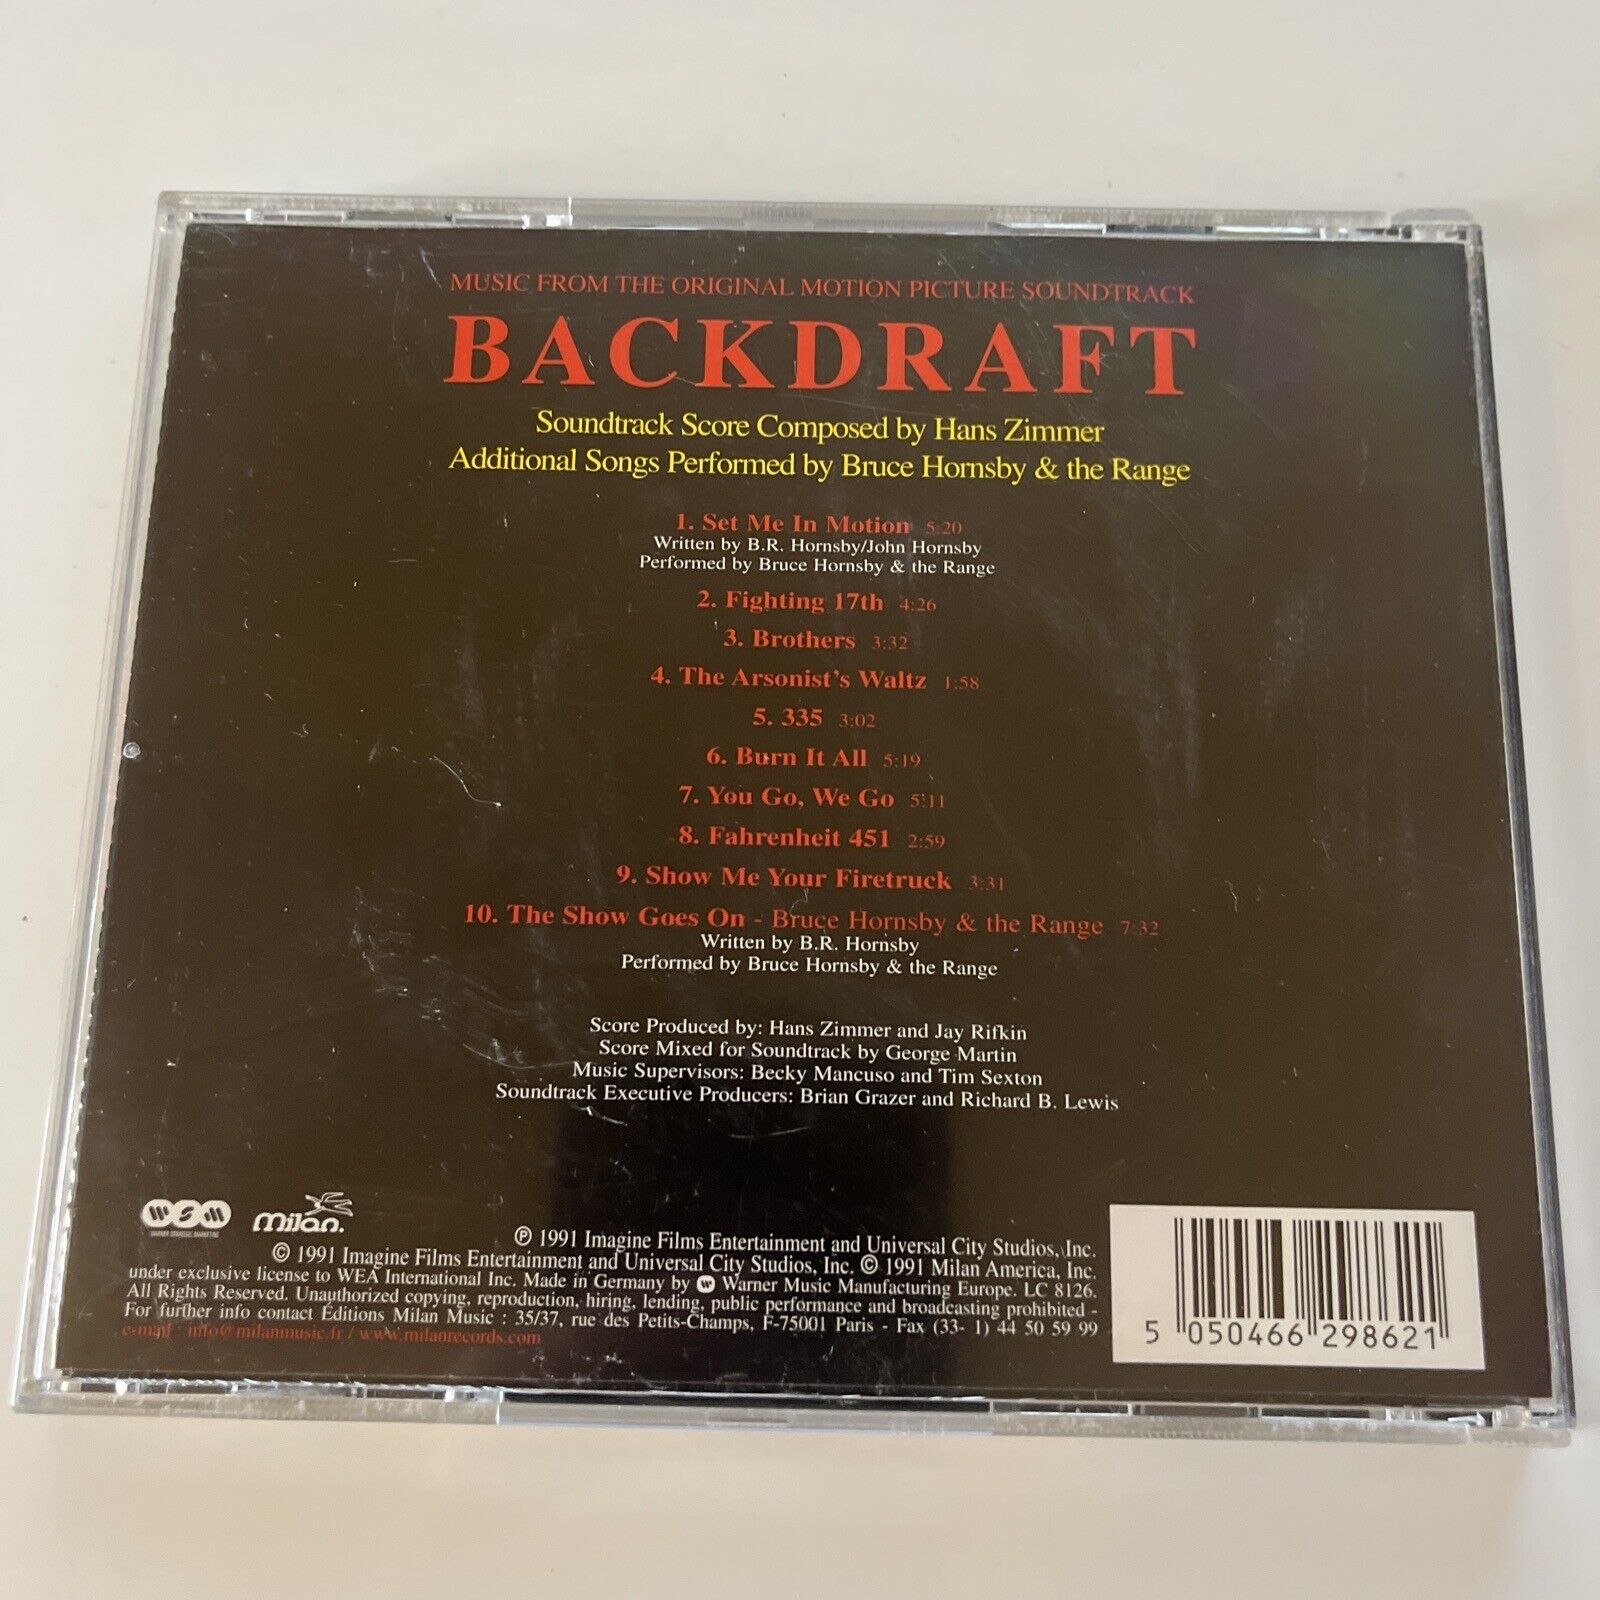 MUSIC FROM THE ORIGINAL MOTION PICTURE SOUNDTRACK
BACKDRAFT
Soundtrack Score Composed by Hans Zimmer
Additional Songs Performed by Bruce Hornsby & the Range
1. Set Me In Motion 5:20
Written by B.R. Hornsby/John Hornsby
Performed by Bruce Hornsby & the Range
2. Fighting 17th 4:26
3. Brothers 3:32
4. The Arsonist's Waltz 1:58
5. 335 3:02
6. Burn It All 5:19
7. You Go, We Go 5:11
8. Fahrenheit 451 2:59
9. Show Me Your Firetruck 3:31
10. The Show Goes On - Bruce Hornsby & the Range 7:32
Written by B.R. Hornsby
Performed by Bruce Hornsby & the Range
Score Produced by: Hans Zimmer and Jay Rifkin
Score Mixed for Soundtrack by George Martin
Music Supervisors: Becky Mancuso and Tim Sexton
Soundtrack Executive Producers: Brian Grazer and Richard B. Lewis
WSM
WARNER STRATEGIC MARKETING
milan.
℗ 1991 Imagine Films Entertainment and Universal City Studios, Inc.
© 1991 Imagine Films Entertainment and Universal City Studios, Inc. © 1991 Milan America, Inc.
under exclusive license to WEA International Inc. Made in Germany by Warner Music Manufacturing Europe. LC 8126.
All Rights Reserved. Unauthorized copying, reproduction, hiring, lending, public performance and broadcasting prohibited -
For further info contact Éditions Milan Music : 35/37, rue des Petits-Champs, F-75001 Paris - Fax (33- 1) 44 50 59 99
e-mail : info@milanmusic.fr / www.milanrecords.com
5 050466 298621